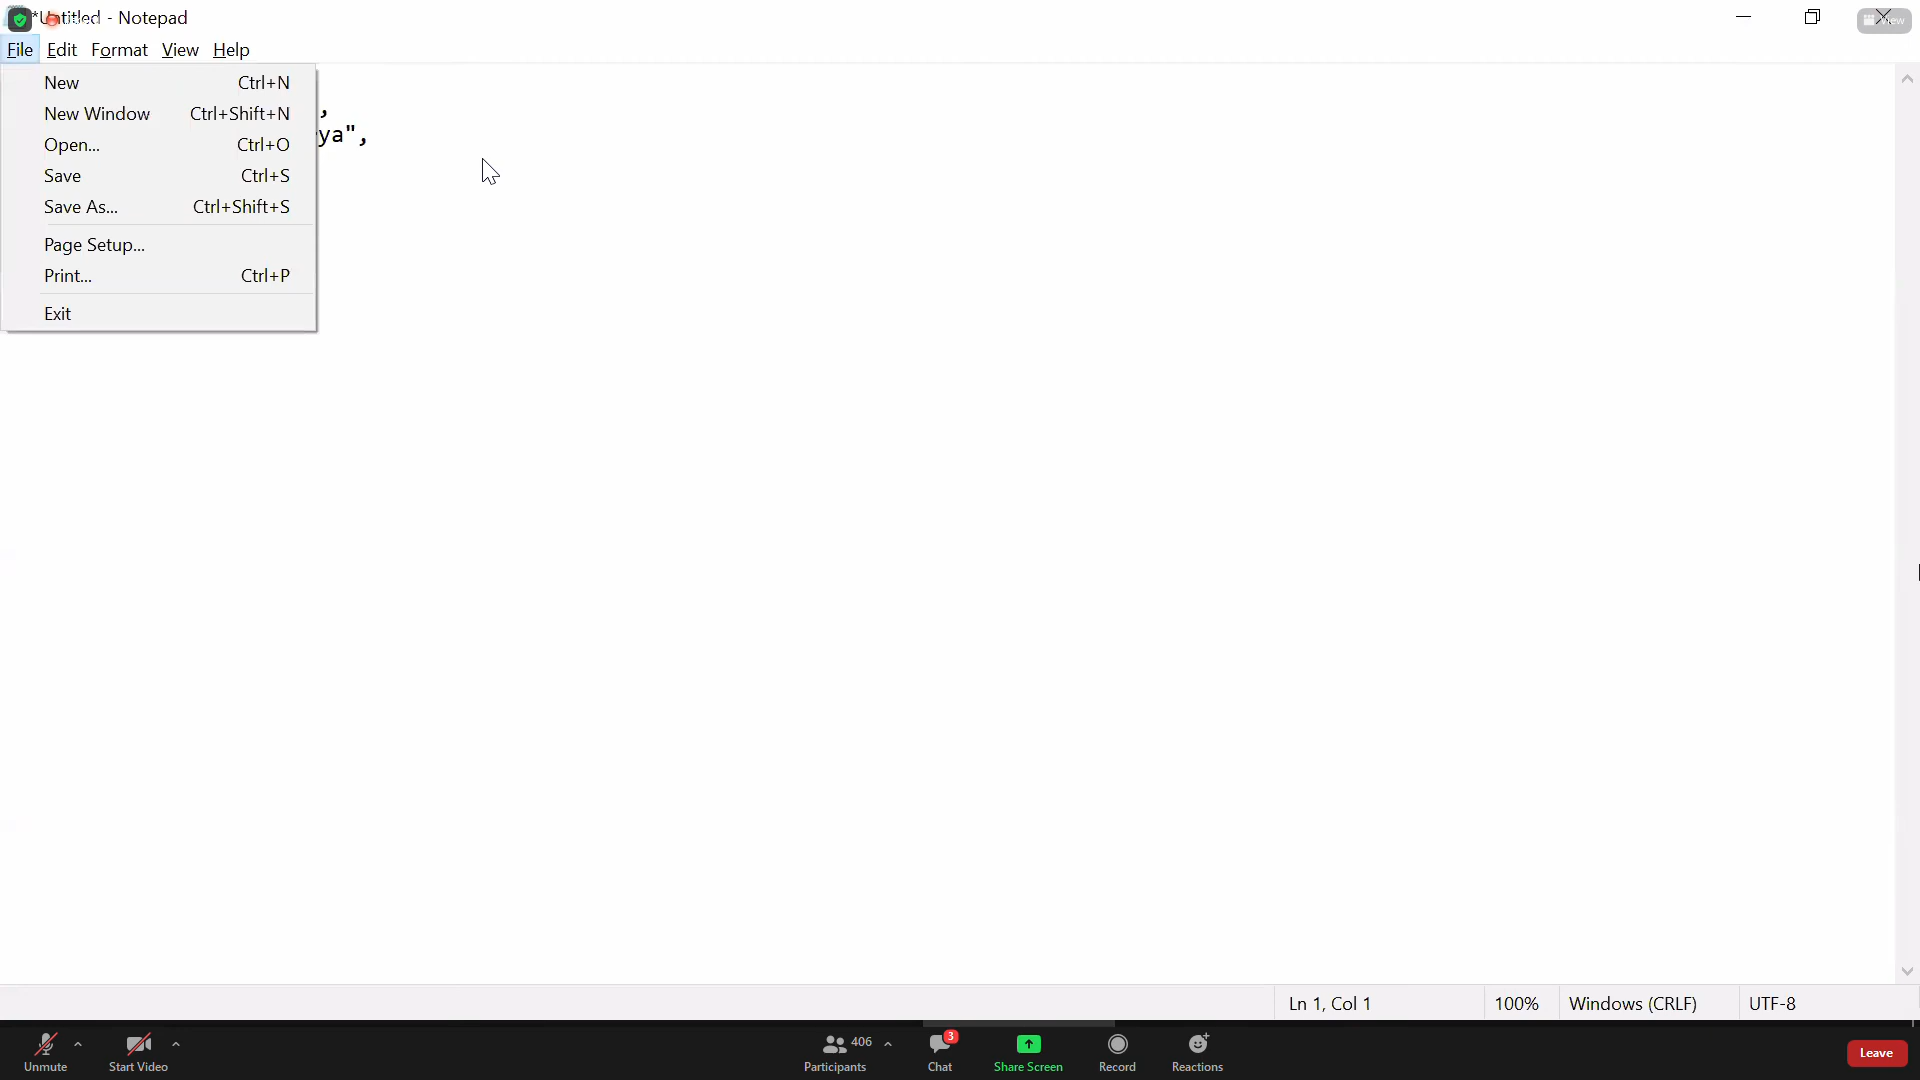 *Untitled - Notepad
View
File Edit Format View Help
New Ctrl+N
New Window Ctrl+Shift+N
,
Open... Ctrl+O
ya",
Save Ctrl+S
Save As... Ctrl+Shift+S
Page Setup...
Print... Ctrl+P
Exit
Ln 1, Col 1 100% Windows (CRLF) UTF-8
406 3
Unmute Start Video Participants Chat Share Screen Record Reactions Leave